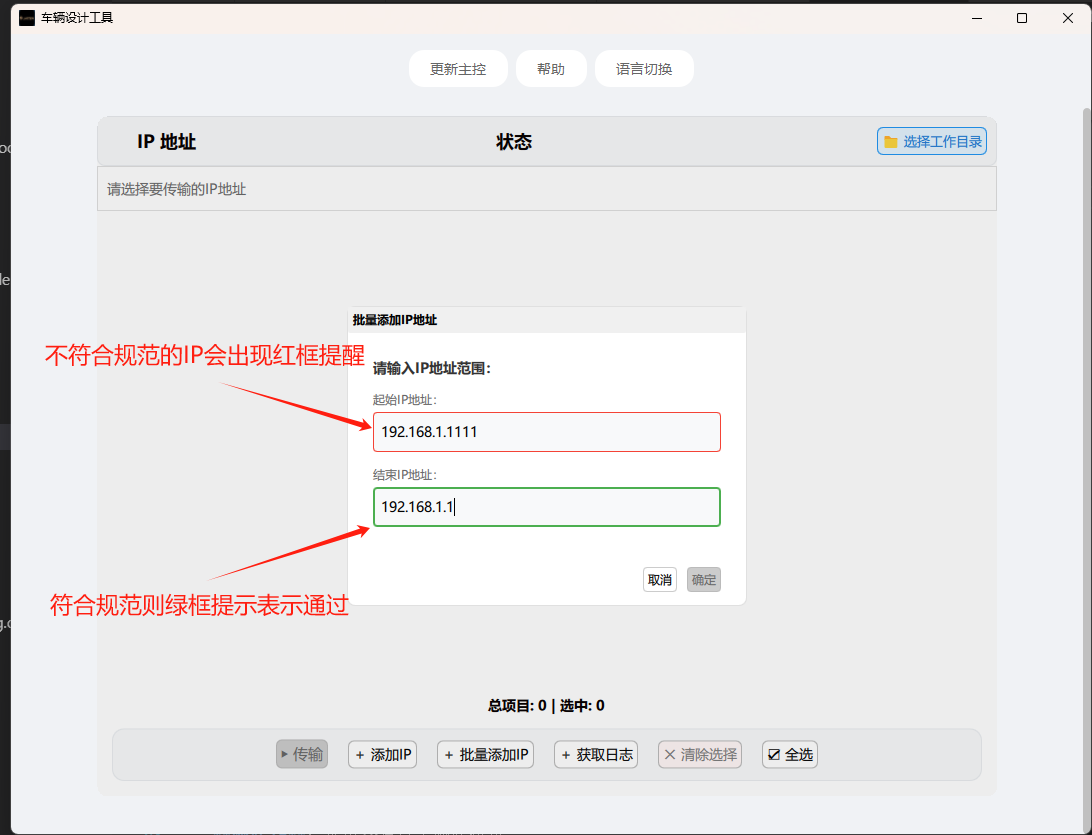 车辆设计工具
更新主控 帮助 语言切换
IP 地址 状态 选择工作目录
请选择要传输的IP地址
批量添加IP地址
不符合规范的IP会出现红框提醒
请输入IP地址范围:
起始IP地址:
192.168.1.1111
结束IP地址:
192.168.1.1
取消 确定
符合规范则绿框提示表示通过
总项目: 0 | 选中: 0
传输 + 添加IP + 批量添加IP + 获取日志 × 清除选择 全选